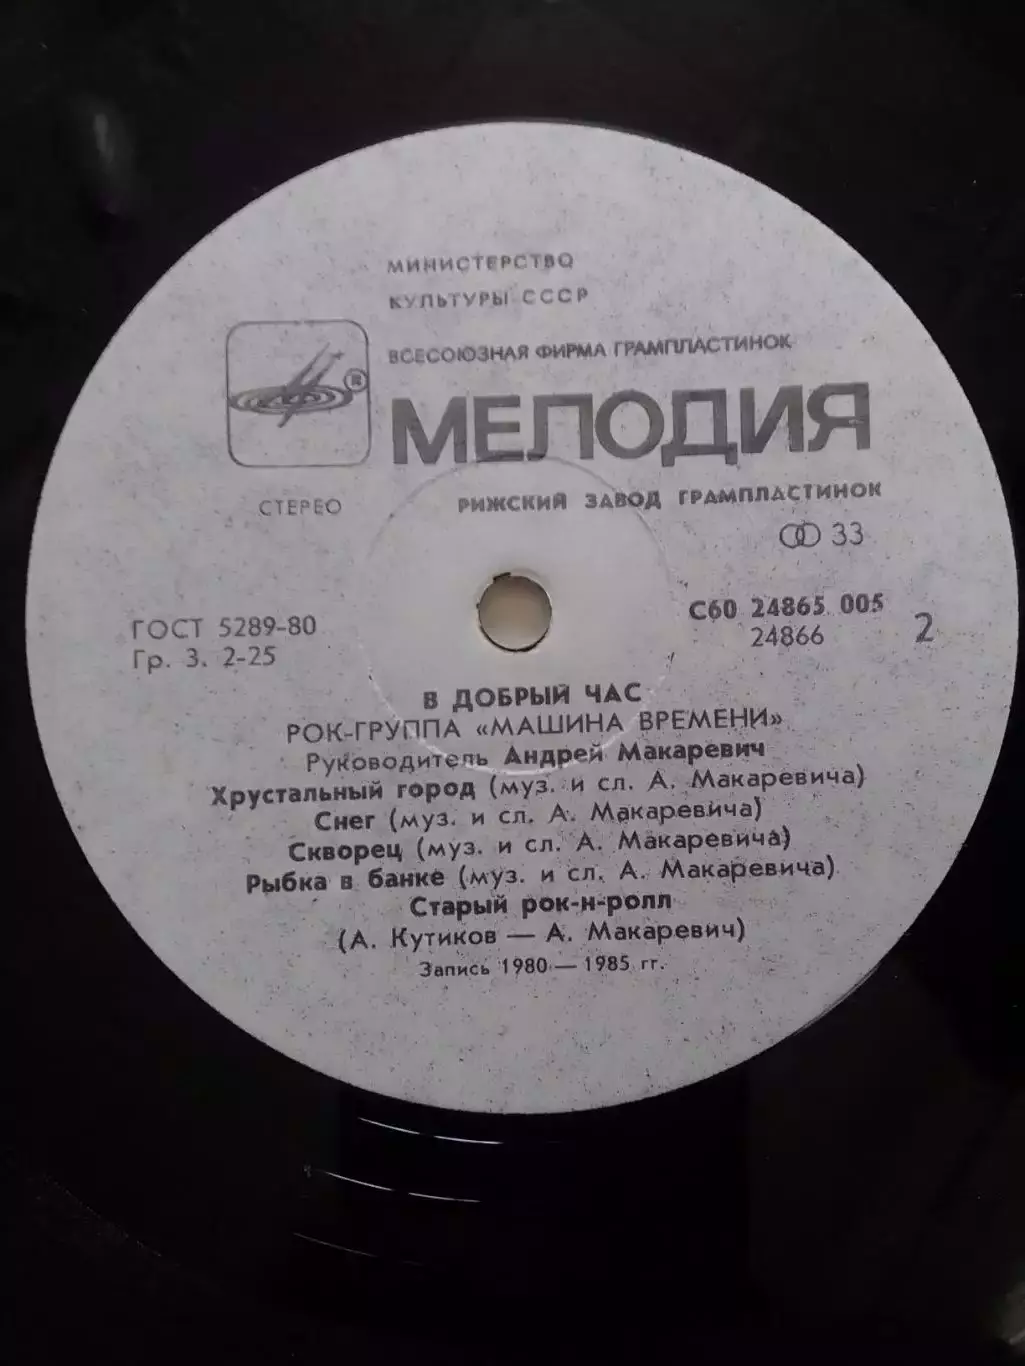 МИНИСТЕРСТВО
КУЛЬТУРЫ СССР
ВСЕСОЮЗНАЯ ФИРМА ГРАМПЛАСТИНОК
®
МЕЛОДИЯ
СТЕРЕО
РИЖСКИЙ ЗАВОД ГРАМПЛАСТИНОК
33
ГОСТ 5289-80
Гр. 3. 2-25
С60 24865 005
24866
2
В ДОБРЫЙ ЧАС
РОК-ГРУППА «МАШИНА ВРЕМЕНИ»
Руководитель Андрей Макаревич
Хрустальный город (муз. и сл. А. Макаревича)
Снег (муз. и сл. А. Макаревича)
Скворец (муз. и сл. А. Макаревича)
Рыбка в банке (муз. и сл. А. Макаревича)
Старый рок-н-ролл
(А. Кутиков — А. Макаревич)
Запись 1980 — 1985 гг.